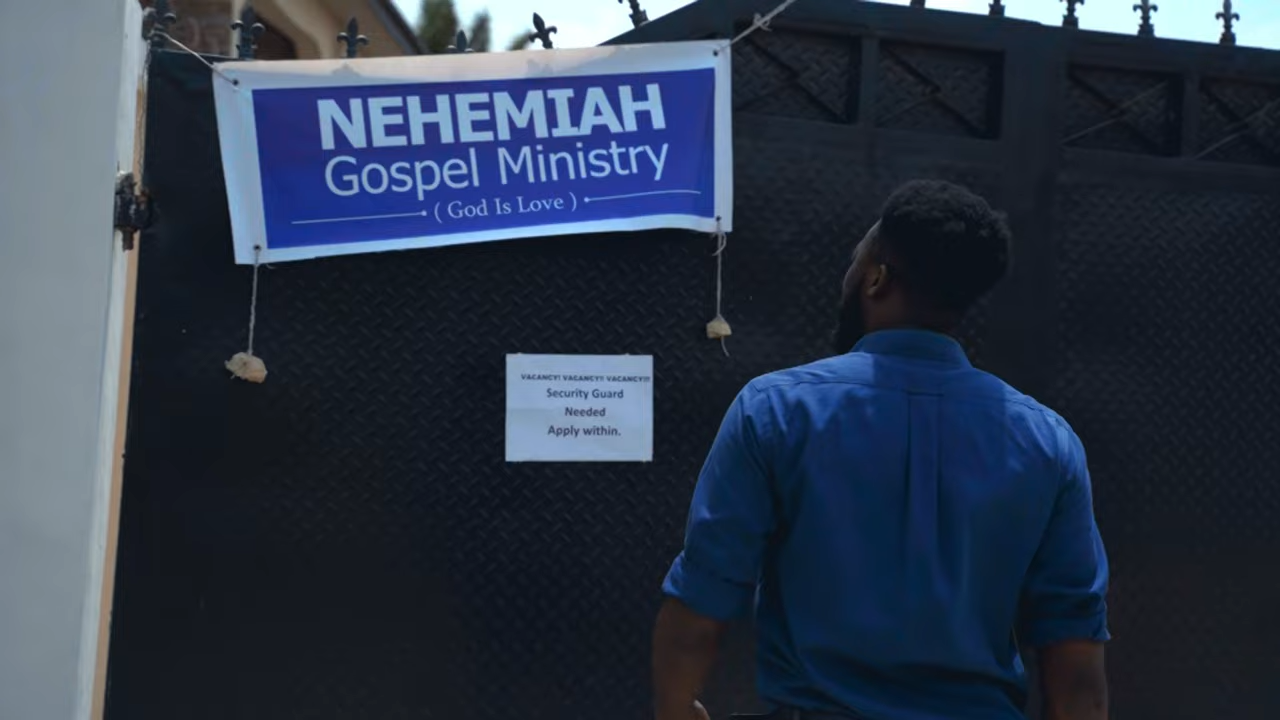 NEHEMIAH
Gospel Ministry
( God Is Love )
VACANCY! VACANCY!! VACANCY!!!
Security Guard
Needed
Apply within.